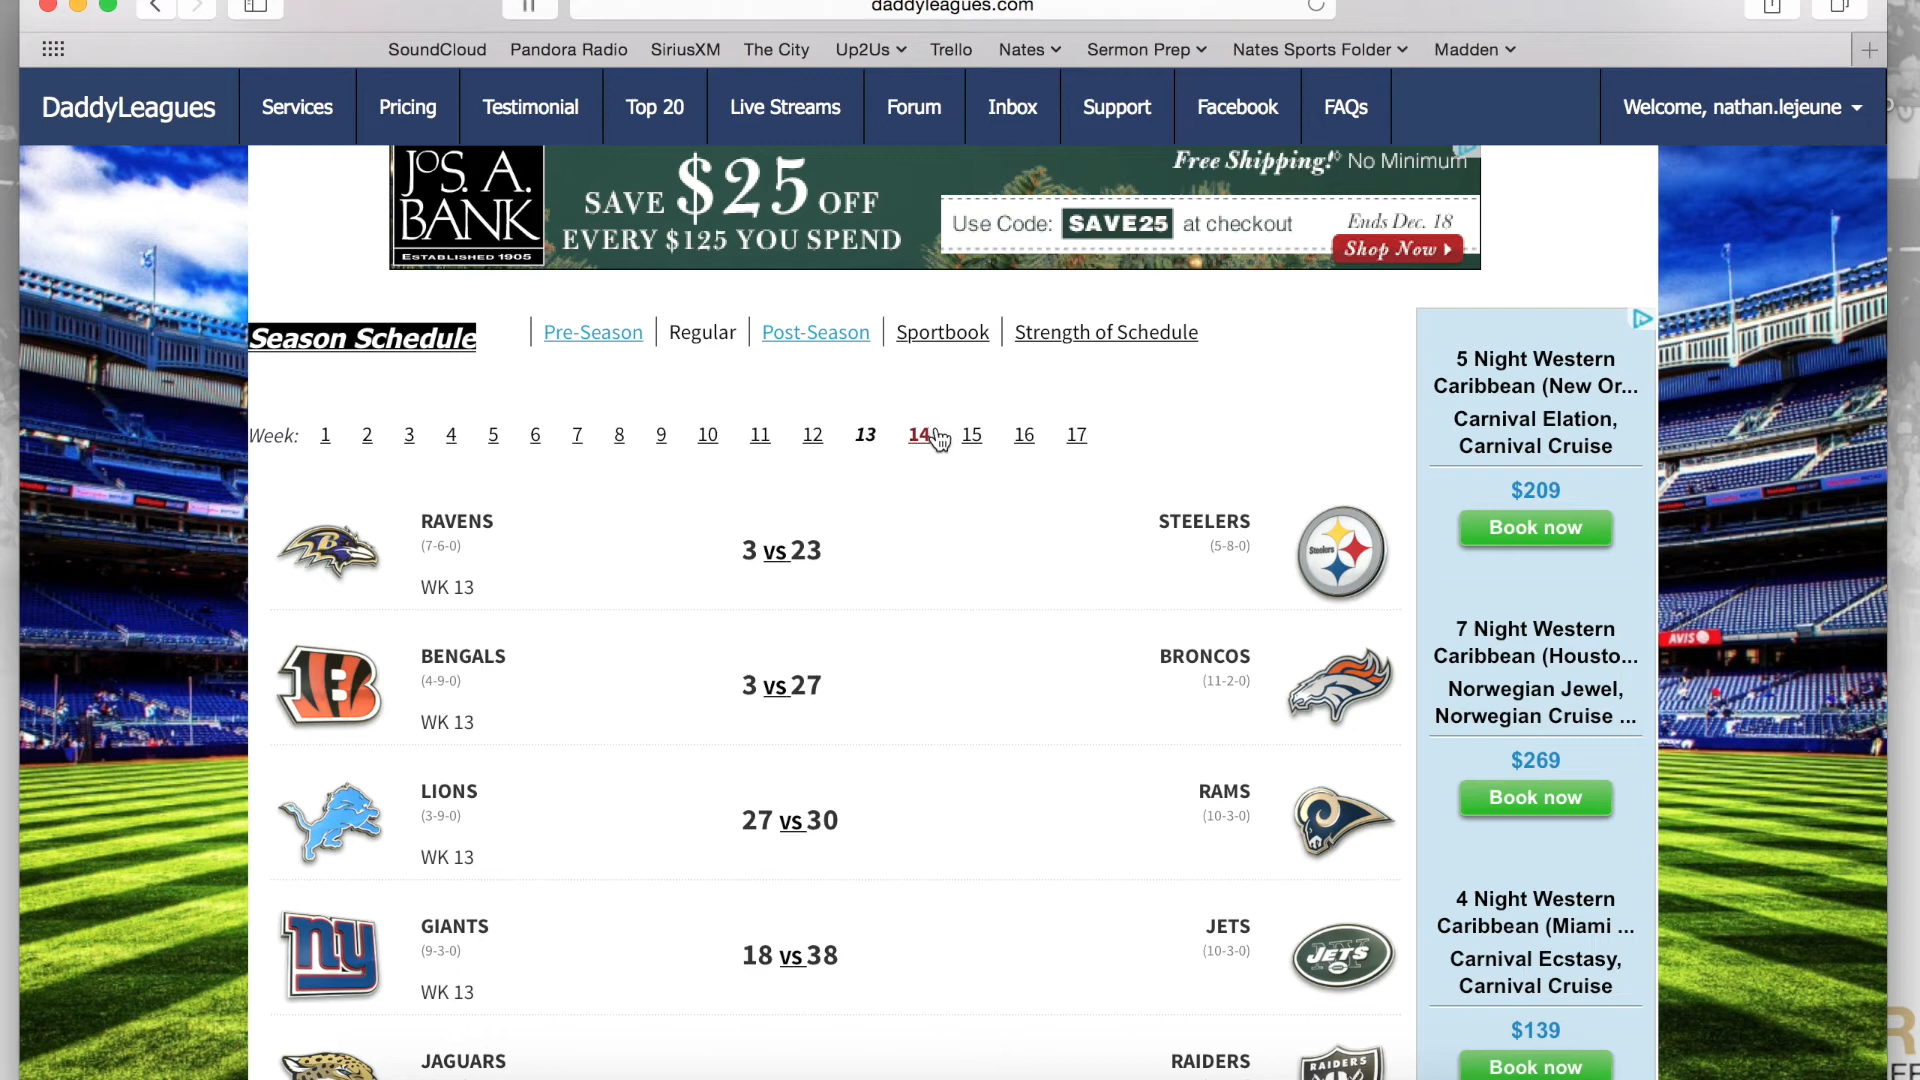 daddyleagues.com
SoundCloud Pandora Radio SiriusXM The City Up2Us Trello Nates Sermon Prep Nates Sports Folder Madden
DaddyLeagues Services Pricing Testimonial Top 20 Live Streams Forum Inbox Support Facebook FAQs Welcome, nathan.lejeune
JOS. A. BANK
ESTABLISHED 1905
SAVE $25 OFF
EVERY $125 YOU SPEND
Free Shipping!◊ No Minimum
Use Code: SAVE25 at checkout
Ends Dec. 18
Shop Now
Season Schedule
Pre-Season Regular Post-Season Sportbook Strength of Schedule
Week: 1 2 3 4 5 6 7 8 9 10 11 12 13 14 15 16 17
RAVENS
(7-6-0)
WK 13
3 vs 23
STEELERS
(5-8-0)
Steelers
BENGALS
(4-9-0)
WK 13
3 vs 27
BRONCOS
(11-2-0)
LIONS
(3-9-0)
WK 13
27 vs 30
RAMS
(10-3-0)
ny
GIANTS
(9-3-0)
WK 13
18 vs 38
JETS
(10-3-0)
JETS
JAGUARS
RAIDERS
RAIDERS
5 Night Western
Caribbean (New Or...
Carnival Elation,
Carnival Cruise
$209
Book now
7 Night Western
Caribbean (Housto...
Norwegian Jewel,
Norwegian Cruise ...
$269
Book now
4 Night Western
Caribbean (Miami ...
Carnival Ecstasy,
Carnival Cruise
$139
Book now
AVIS